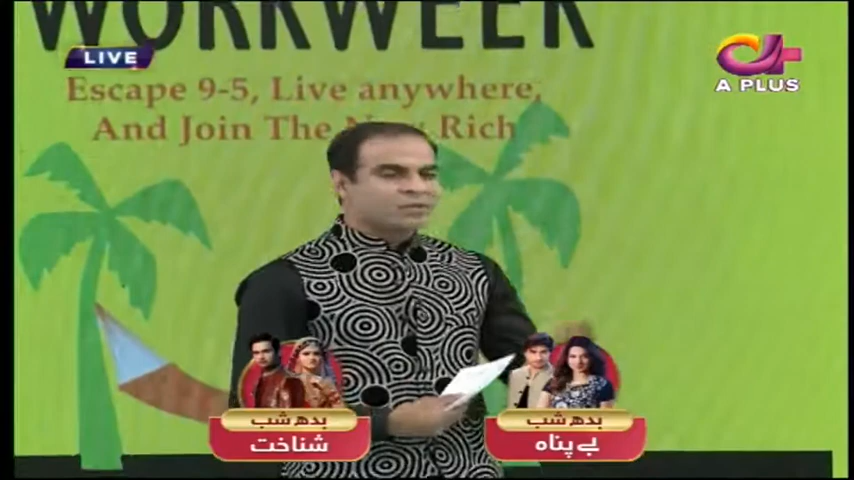 WORKWEEK
LIVE
A PLUS
Escape 9-5, Live anywhere,
And Join The New Rich
بدھ شب
شناخت
بدھ شب
بے پناہ